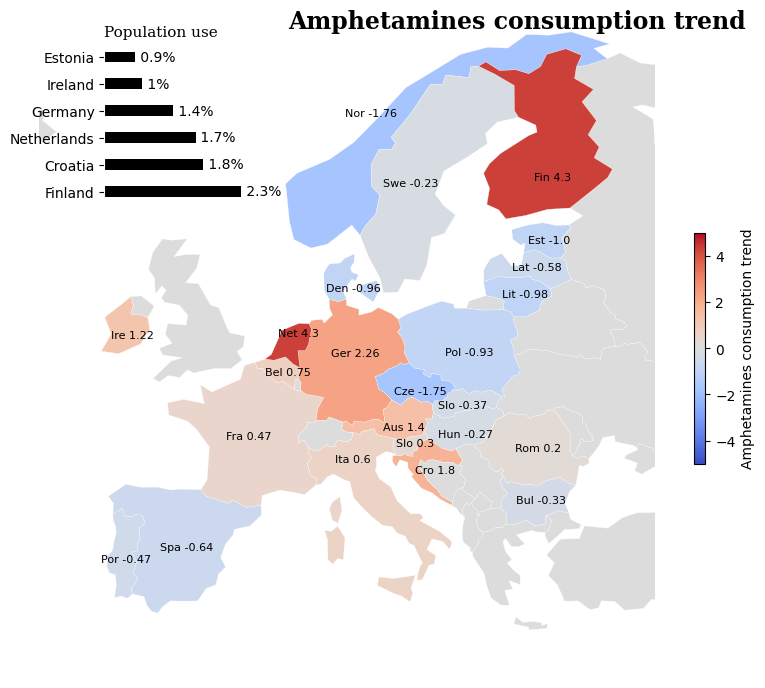 Amphetamines consumption trend
Population use
Estonia 0.9%
Ireland 1%
Germany 1.4%
Netherlands 1.7%
Croatia 1.8%
Finland 2.3%
Nor -1.76
Swe -0.23
Fin 4.3
Est -1.0
Lat -0.58
Den -0.96
Lit -0.98
Ire 1.22
Net 4.3
Ger 2.26
Pol -0.93
Bel 0.75
Cze -1.75
Slo -0.37
Fra 0.47
Aus 1.4
Hun -0.27
Slo 0.3
Rom 0.2
Ita 0.6
Cro 1.8
Bul -0.33
Spa -0.64
Por -0.47
4
2
0
−2
−4
Amphetamines consumption trend